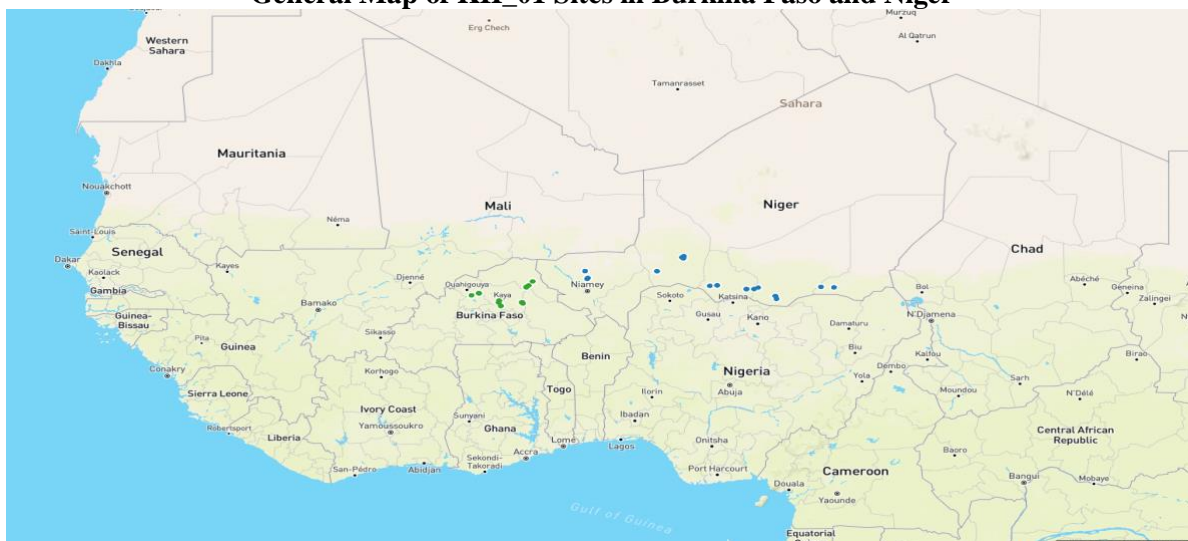 General Map of KII_01 Sites in Burkina Faso and Niger
Murzuq
Western
Sahara
Erg Chech
Al Qatrun
Dakhla
Tamanrasset
Sahara
Mauritania
Nouakchott
Mali
Niger
Néma
Saint-Louis
Senegal
Chad
Dakar
Kaolack
Kayes
Djenné
Ouahigouya
Niamey
Abéché
Geneina
Gambia
Kaya
Sokoto
Katsina
Bol
Zalingei
Bamako
Burkina Faso
Gusau
Kano
N'Djamena
Guinea-
Bissau
Sikasso
Damaturu
Pita
Guinea
Benin
Biu
Kalfou
Birao
Conakry
Korhogo
Togo
Nigeria
Yola
Dembo
Moundou
Sarh
N'Délé
Sierra Leone
Ilorin
Abuja
Ivory Coast
Sunyani
Ibadan
Robertsport
Yamoussoukro
Ghana
Central African
Republic
Liberia
Lomé
Lagos
Onitsha
Baoro
San-Pédro
Abidjan
Sekondi-
Takoradi
Accra
Port Harcourt
Cameroon
Douala
Bangui
Mobaye
Yaounde
Gulf of Guinea
Equatorial